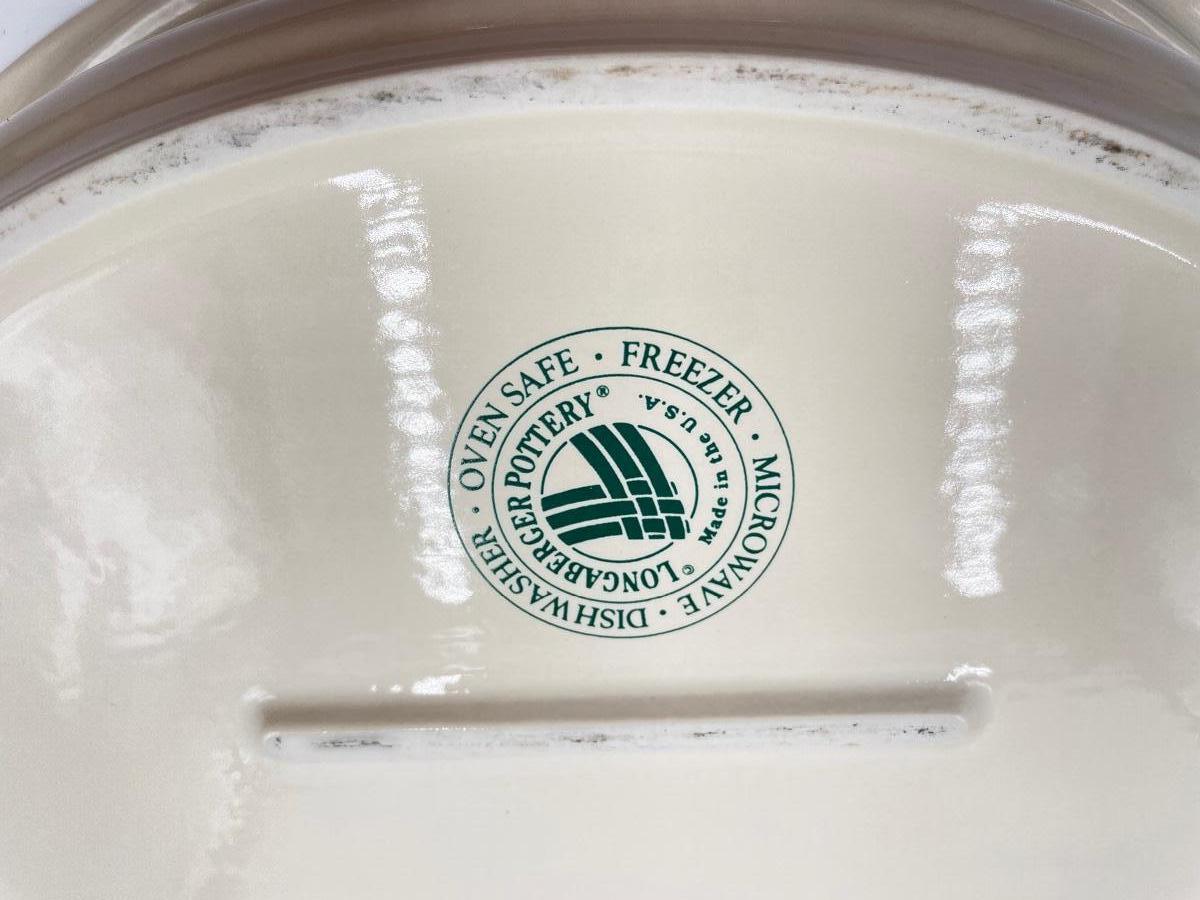 OVEN SAFE · FREEZER · MICROWAVE · DISHWASHER ·
© LONGABERGER POTTERY®
Made in the U.S.A.